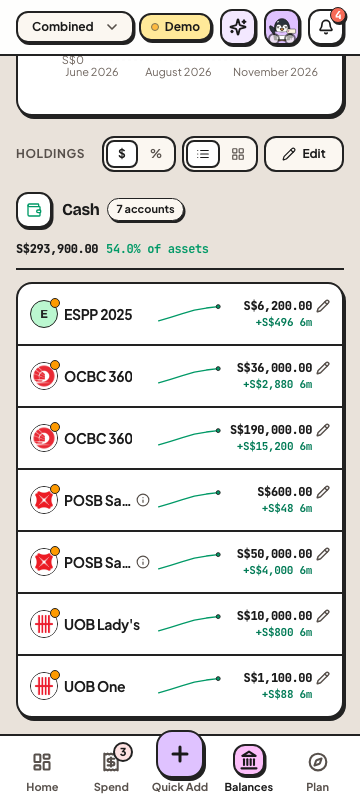 Combined
Demo
4
S$0
June 2026 August 2026 November 2026
HOLDINGS
$ %
Edit
Cash
7 accounts
S$293,900.00 54.0% of assets
E
ESPP 2025
S$6,200.00
+S$496 6m
OCBC 360
S$36,000.00
+S$2,880 6m
OCBC 360
S$190,000.00
+S$15,200 6m
POSB Sa...
S$600.00
+S$48 6m
POSB Sa...
S$50,000.00
+S$4,000 6m
UOB Lady's
S$10,000.00
+S$800 6m
UOB One
S$1,100.00
+S$88 6m
3
Home Spend Quick Add Balances Plan